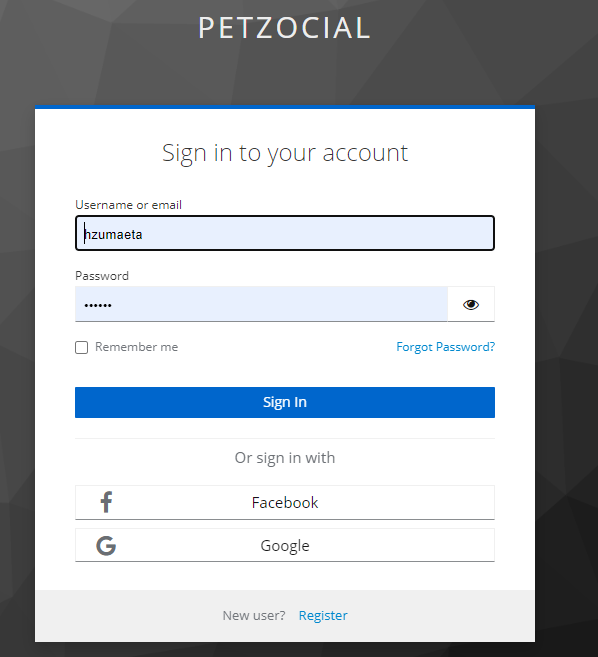 PETZOCIAL
Sign in to your account
Username or email
hzumaeta
Password
••••••
Remember me Forgot Password?
Sign In
Or sign in with
Facebook
Google
New user? Register